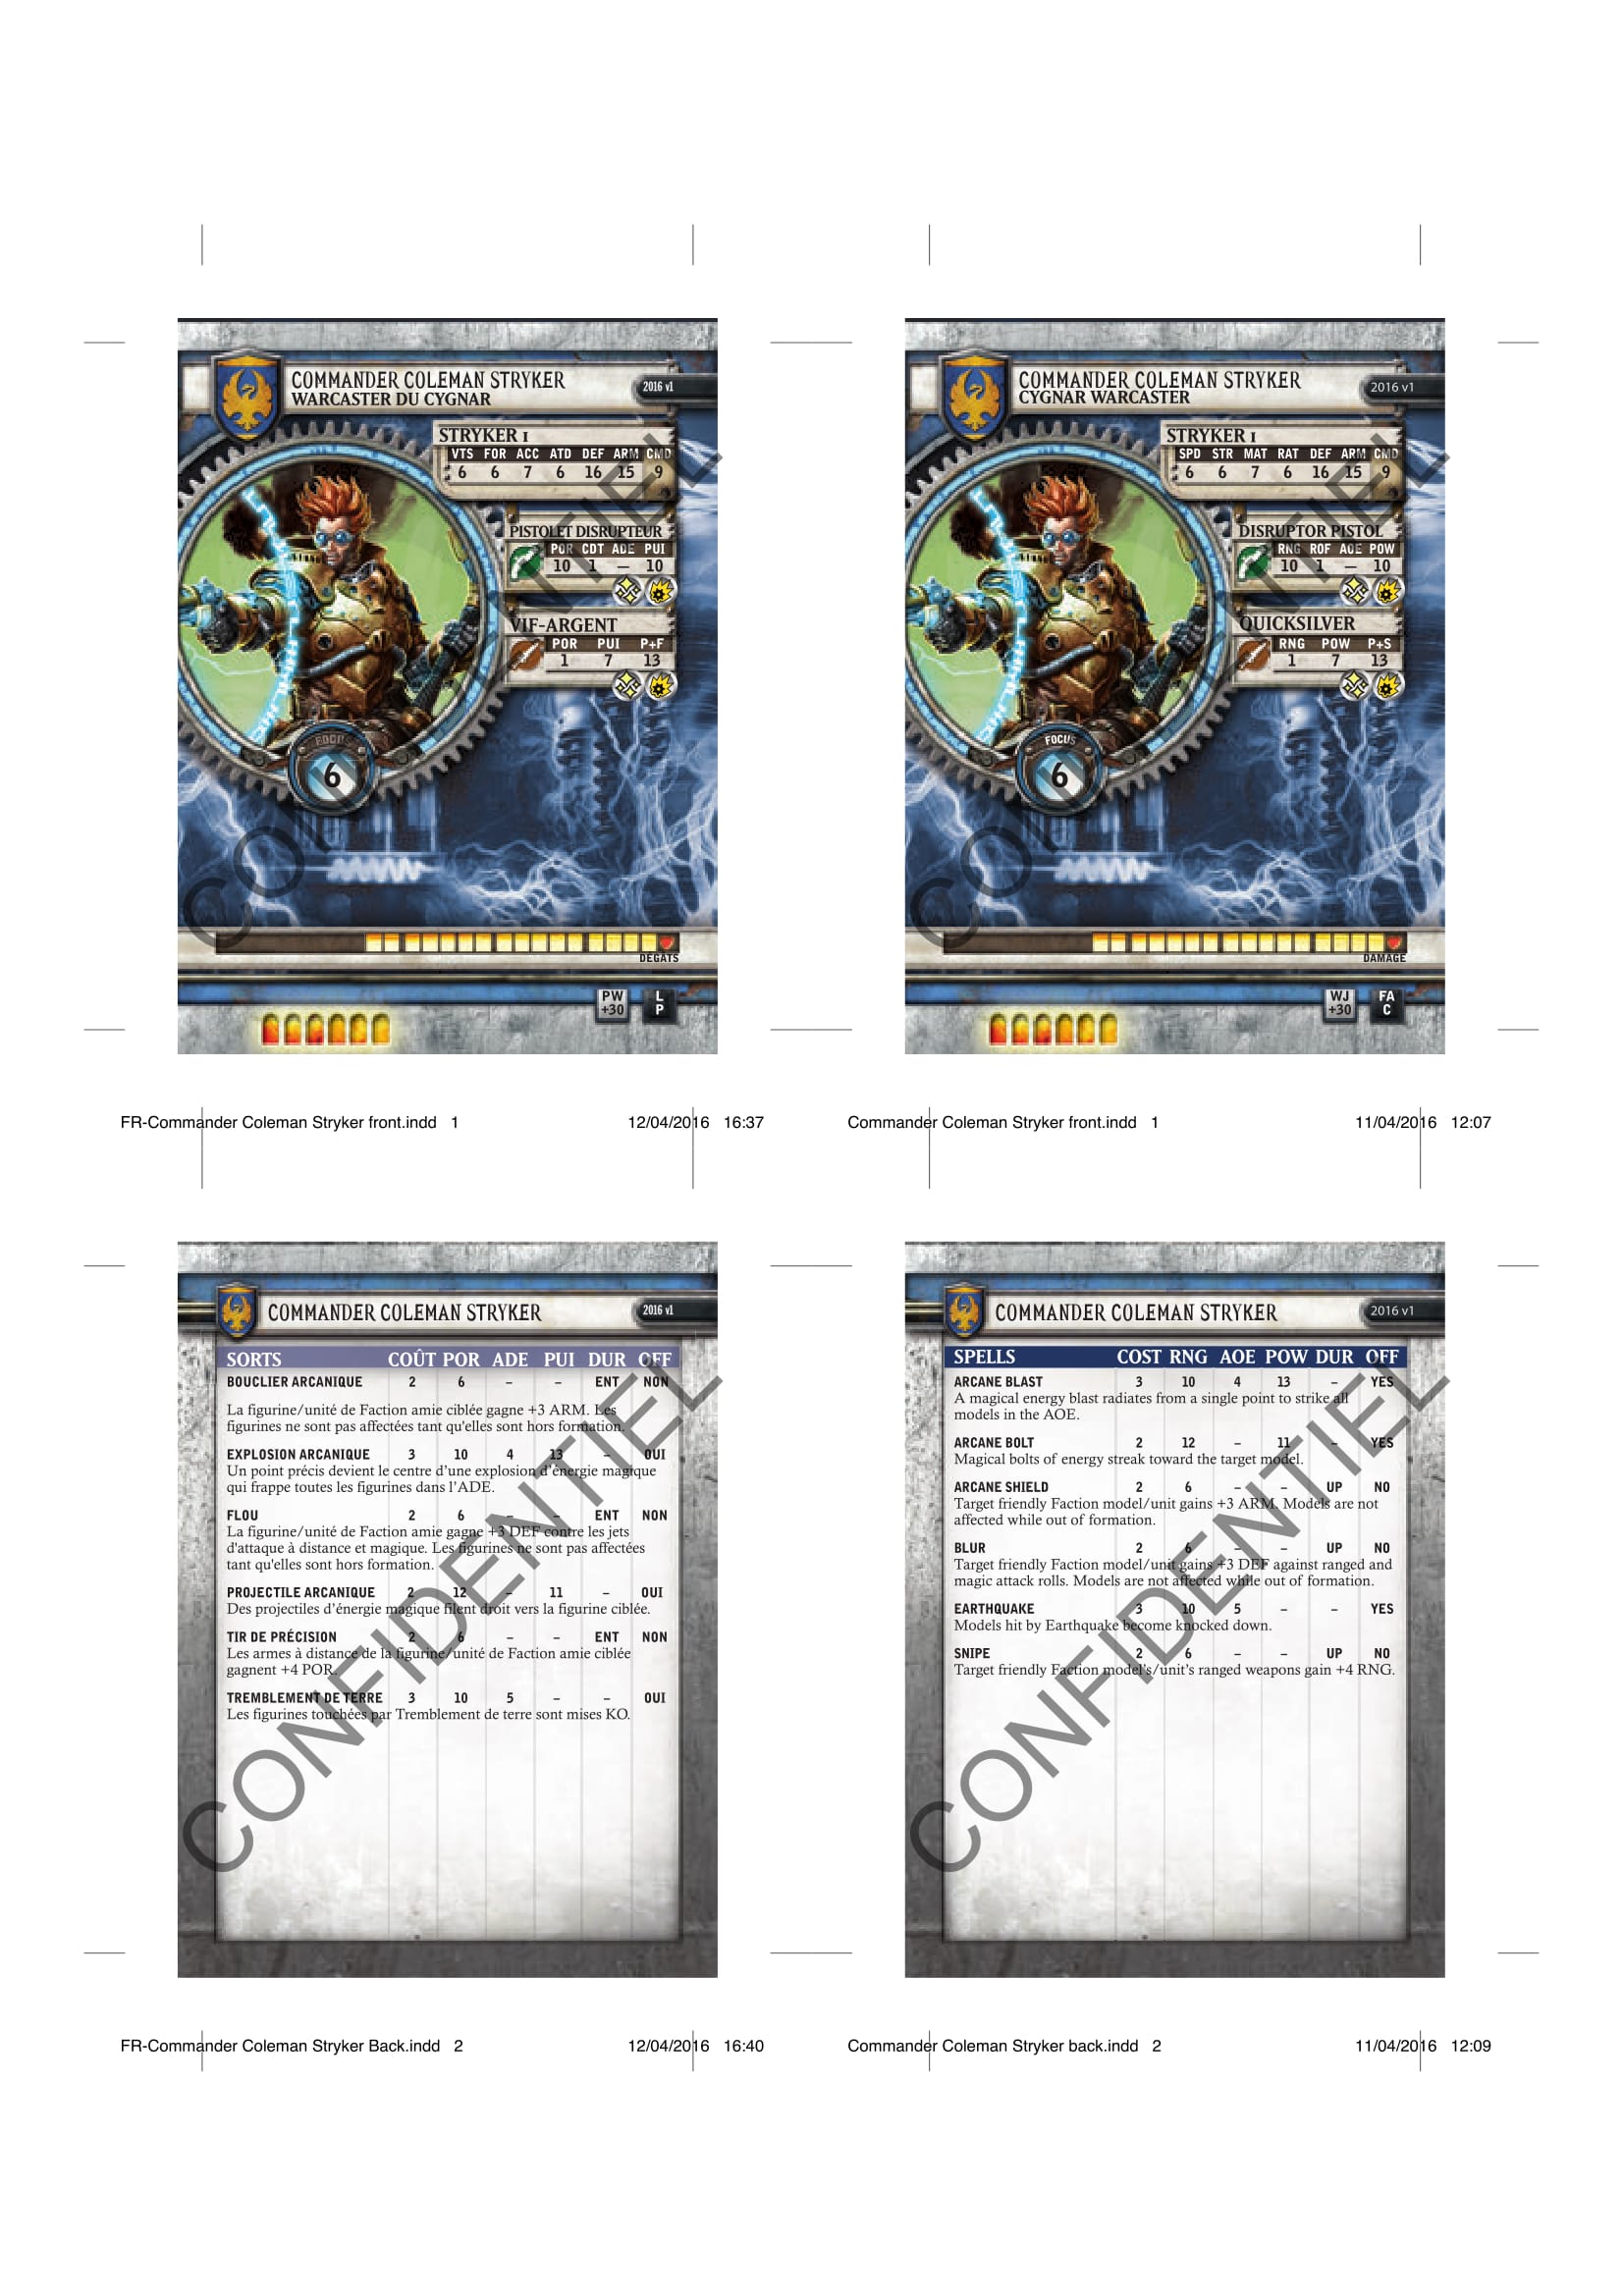 COMMANDER COLEMAN STRYKER
WARCASTER DU CYGNAR
2016 v1
STRYKER 1
VTS FOR ACC ATD DEF ARM CMD
6 6 7 6 16 15 9
PISTOLET DISRUPTEUR
POR CDT ADE PUI
10 1 — 10
VIF-ARGENT
POR PUI P+F
1 7 13
FOCUS
6
DEGATS
PW
+30
L
P
CONFIDENTIEL
FR-Commander Coleman Stryker front.indd 1
12/04/2016 16:37
COMMANDER COLEMAN STRYKER
CYGNAR WARCASTER
2016 v1
STRYKER 1
SPD STR MAT RAT DEF ARM CMD
6 6 7 6 16 15 9
DISRUPTOR PISTOL
RNG ROF AOE POW
10 1 — 10
QUICKSILVER
RNG POW P+S
1 7 13
FOCUS
6
DAMAGE
WJ
+30
FA
C
CONFIDENTIEL
Commander Coleman Stryker front.indd 1
11/04/2016 12:07
COMMANDER COLEMAN STRYKER
2016 v1
SORTS COÛT POR ADE PUI DUR OFF
BOUCLIER ARCANIQUE 2 6 – – ENT NON
La figurine/unité de Faction amie ciblée gagne +3 ARM. Les
figurines ne sont pas affectées tant qu'elles sont hors formation.
EXPLOSION ARCANIQUE 3 10 4 13 – OUI
Un point précis devient le centre d’une explosion d’énergie magique
qui frappe toutes les figurines dans l’ADE.
FLOU 2 6 – – ENT NON
La figurine/unité de Faction amie gagne +3 DEF contre les jets
d'attaque à distance et magique. Les figurines ne sont pas affectées
tant qu'elles sont hors formation.
PROJECTILE ARCANIQUE 2 12 – 11 – OUI
Des projectiles d’énergie magique filent droit vers la figurine ciblée.
TIR DE PRÉCISION 2 6 – – ENT NON
Les armes à distance de la figurine/unité de Faction amie ciblée
gagnent +4 POR.
TREMBLEMENT DE TERRE 3 10 5 – – OUI
Les figurines touchées par Tremblement de terre sont mises KO.
CONFIDENTIEL
FR-Commander Coleman Stryker Back.indd 2
12/04/2016 16:40
COMMANDER COLEMAN STRYKER
2016 v1
SPELLS COST RNG AOE POW DUR OFF
ARCANE BLAST 3 10 4 13 – YES
A magical energy blast radiates from a single point to strike all
models in the AOE.
ARCANE BOLT 2 12 – 11 – YES
Magical bolts of energy streak toward the target model.
ARCANE SHIELD 2 6 – – UP NO
Target friendly Faction model/unit gains +3 ARM. Models are not
affected while out of formation.
BLUR 2 6 – – UP NO
Target friendly Faction model/unit gains +3 DEF against ranged and
magic attack rolls. Models are not affected while out of formation.
EARTHQUAKE 3 10 5 – – YES
Models hit by Earthquake become knocked down.
SNIPE 2 6 – – UP NO
Target friendly Faction model’s/unit’s ranged weapons gain +4 RNG.
CONFIDENTIEL
Commander Coleman Stryker back.indd 2
11/04/2016 12:09